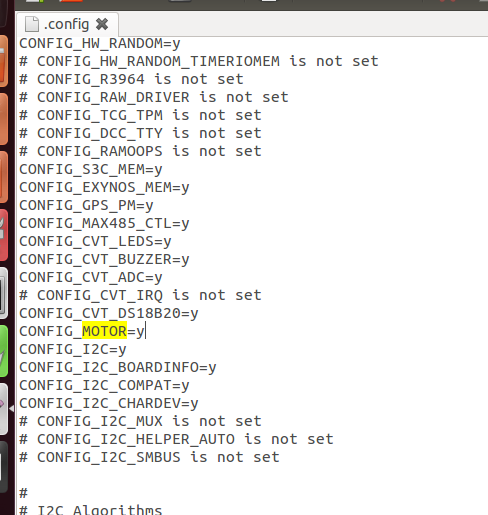 .config
CONFIG_HW_RANDOM=y
# CONFIG_HW_RANDOM_TIMERIOMEM is not set
# CONFIG_R3964 is not set
# CONFIG_RAW_DRIVER is not set
# CONFIG_TCG_TPM is not set
# CONFIG_DCC_TTY is not set
# CONFIG_RAMOOPS is not set
CONFIG_S3C_MEM=y
CONFIG_EXYNOS_MEM=y
CONFIG_GPS_PM=y
CONFIG_MAX485_CTL=y
CONFIG_CVT_LEDS=y
CONFIG_CVT_BUZZER=y
CONFIG_CVT_ADC=y
# CONFIG_CVT_IRQ is not set
CONFIG_CVT_DS18B20=y
CONFIG_MOTOR=y
CONFIG_I2C=y
CONFIG_I2C_BOARDINFO=y
CONFIG_I2C_COMPAT=y
CONFIG_I2C_CHARDEV=y
# CONFIG_I2C_MUX is not set
# CONFIG_I2C_HELPER_AUTO is not set
# CONFIG_I2C_SMBUS is not set
#
# I2C Algorithms